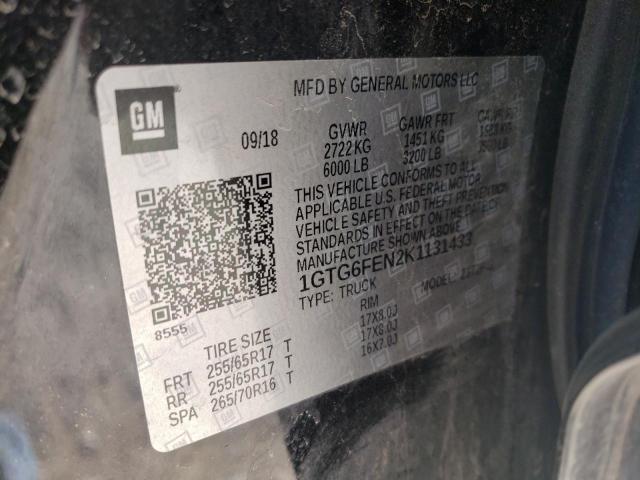 GM
MFD BY GENERAL MOTORS LLC
09/18
GVWR
2722 KG
6000 LB
GAWR FRT
1451 KG
3200 LB
GAWR
THIS VEHICLE CONFORMS TO ALL
APPLICABLE U.S. FEDERAL MOTOR
VEHICLE SAFETY AND THEFT PREVENTION
STANDARDS IN EFFECT ON THE DATE OF
MANUFACTURE SHOWN ABOVE.
1GTG6FEN2K1131433
TYPE: TRUCK
MODEL:
8555
TIRE SIZE
RIM
FRT 255/65R17 T 17X8.0J
RR 255/65R17 T 17X8.0J
SPA 265/70R16 T 16X7.0J